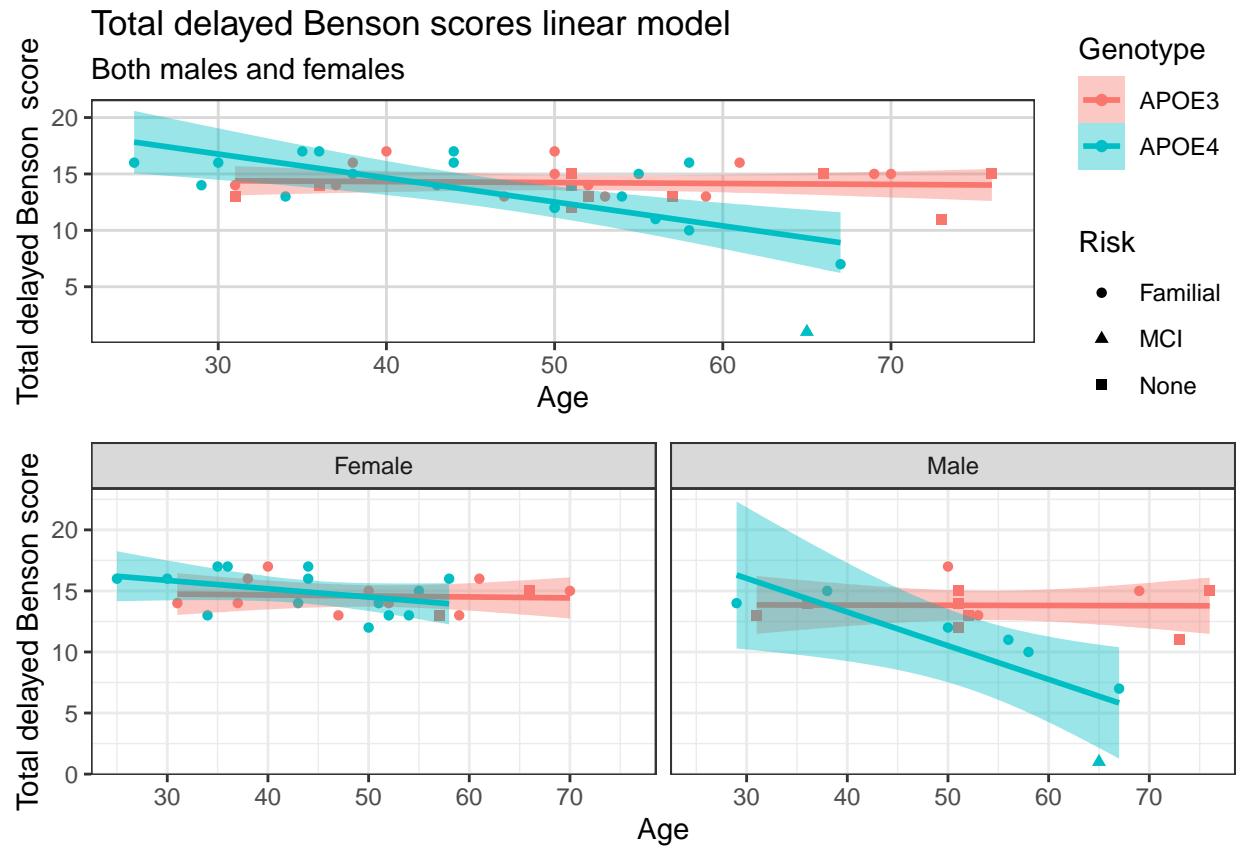 Total delayed Benson scores linear model
Both males and females
Total delayed Benson  score
20
15
10
5
30
40
50
60
70
Age
Genotype
APOE3
APOE4
Risk
Familial
MCI
None
Female
Male
Total delayed Benson score
20
15
10
5
0
30
40
50
60
70
30
40
50
60
70
Age